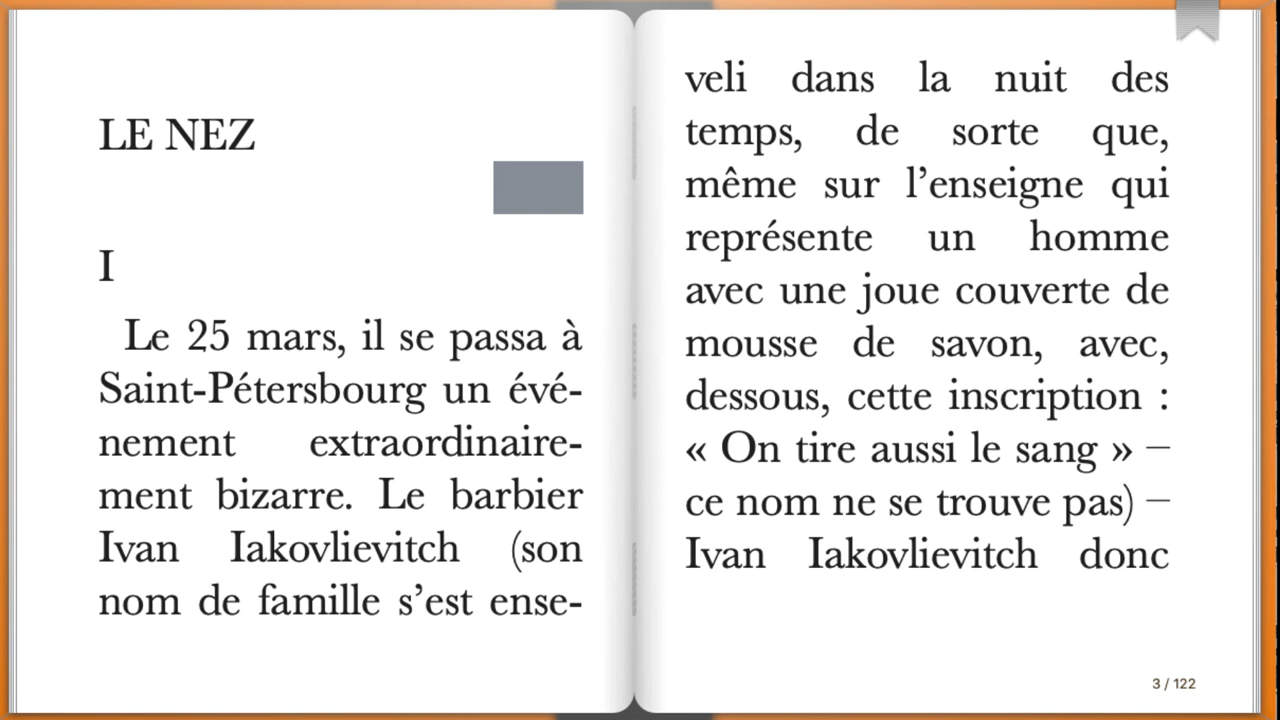 LE NEZ
I
Le 25 mars, il se passa à
Saint-Pétersbourg un évé-
nement extraordinaire-
ment bizarre. Le barbier
Ivan Iakovlievitch (son
nom de famille s’est ense-
veli dans la nuit des
temps, de sorte que,
même sur l’enseigne qui
représente un homme
avec une joue couverte de
mousse de savon, avec,
dessous, cette inscription :
« On tire aussi le sang » —
ce nom ne se trouve pas) —
Ivan Iakovlievitch donc
3 / 122